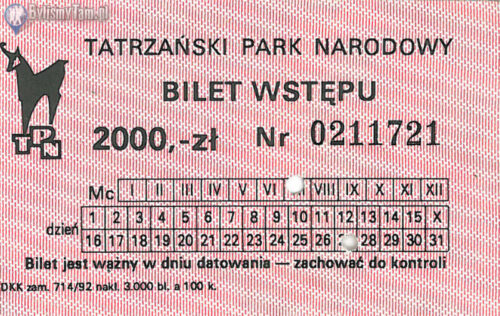 ByliśmyTam.pl
TATRZAŃSKI PARK NARODOWY
BILET WSTĘPU
2000,-zł Nr 0211721
TPN
Mc I II III IV V VI VIII IX X XI XII
dzień
1 2 3 4 5 6 7 8 9 10 11 12 13 14 15 X
16 17 18 19 20 21 22 23 24 25 26 28 29 30 31
Bilet jest ważny w dniu datowania — zachować do kontroli
DKK zam. 714/92 nakł. 3.000 bl. a 100 k.